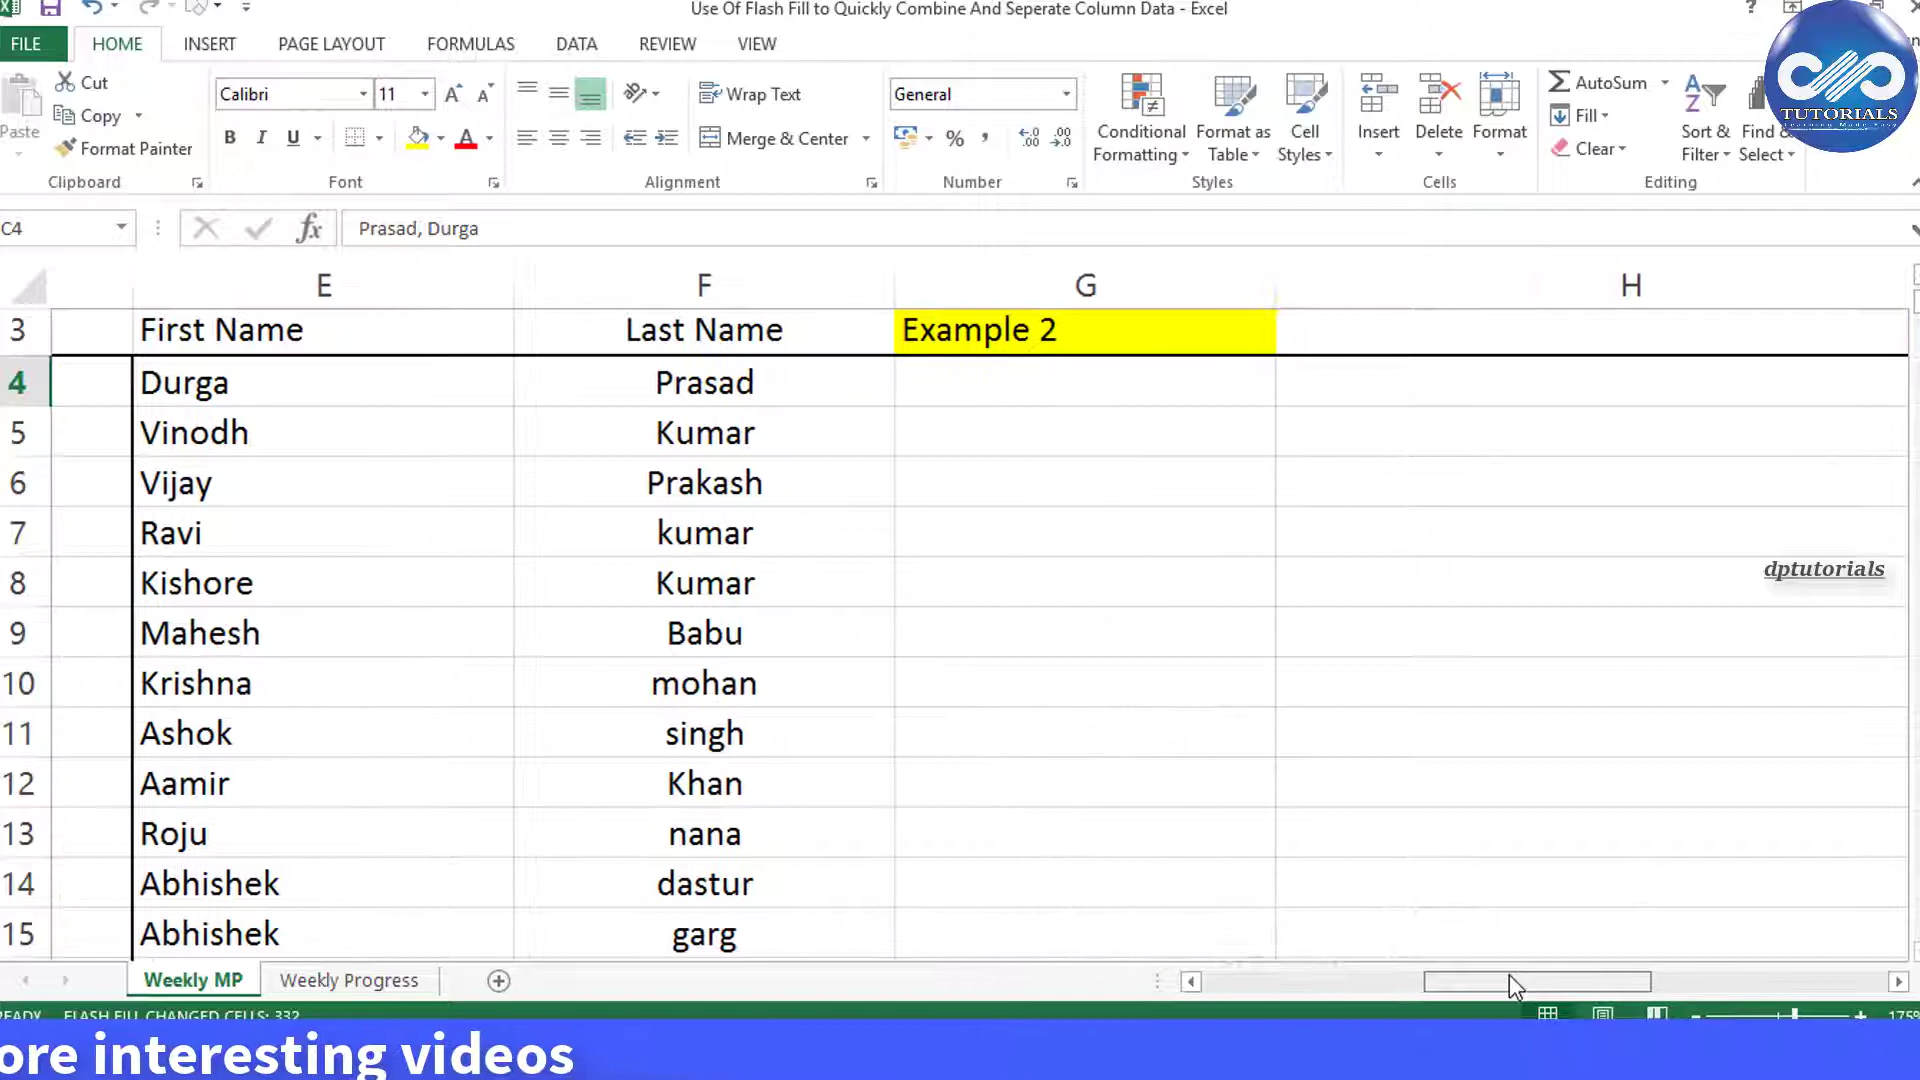 Use Of Flash Fill to Quickly Combine And Seperate Column Data - Excel
FILE HOME INSERT PAGE LAYOUT FORMULAS DATA REVIEW VIEW
Cut
Copy
Format Painter
Paste
Clipboard
Calibri 11
B I U
Font
Wrap Text
Merge & Center
Alignment
General
%
Number
Conditional Formatting
Format as Table
Cell Styles
Styles
Insert
Delete
Format
Cells
AutoSum
Fill
Clear
Sort & Filter
Find & Select
Editing
TUTORIALS
Learning Made Easy
C4 fx Prasad, Durga
E F G H
3 First Name Last Name Example 2
4 Durga Prasad
5 Vinodh Kumar
6 Vijay Prakash
7 Ravi kumar
8 Kishore Kumar
9 Mahesh Babu
10 Krishna mohan
11 Ashok singh
12 Aamir Khan
13 Roju nana
14 Abhishek dastur
15 Abhishek garg
dptutorials
Weekly MP Weekly Progress
READY FLASH FILL CHANGED CELLS: 332 175%
ore interesting videos